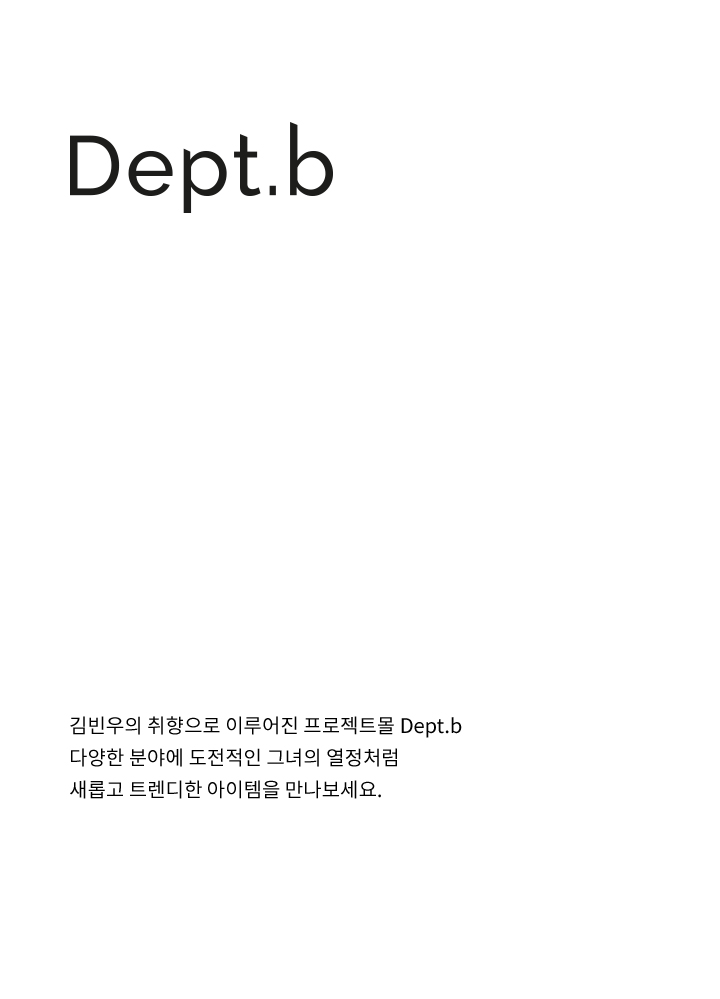 Dept.b
김빈우의 취향으로 이루어진 프로젝트몰 Dept.b
다양한 분야에 도전적인 그녀의 열정처럼
새롭고 트렌디한 아이템을 만나보세요.